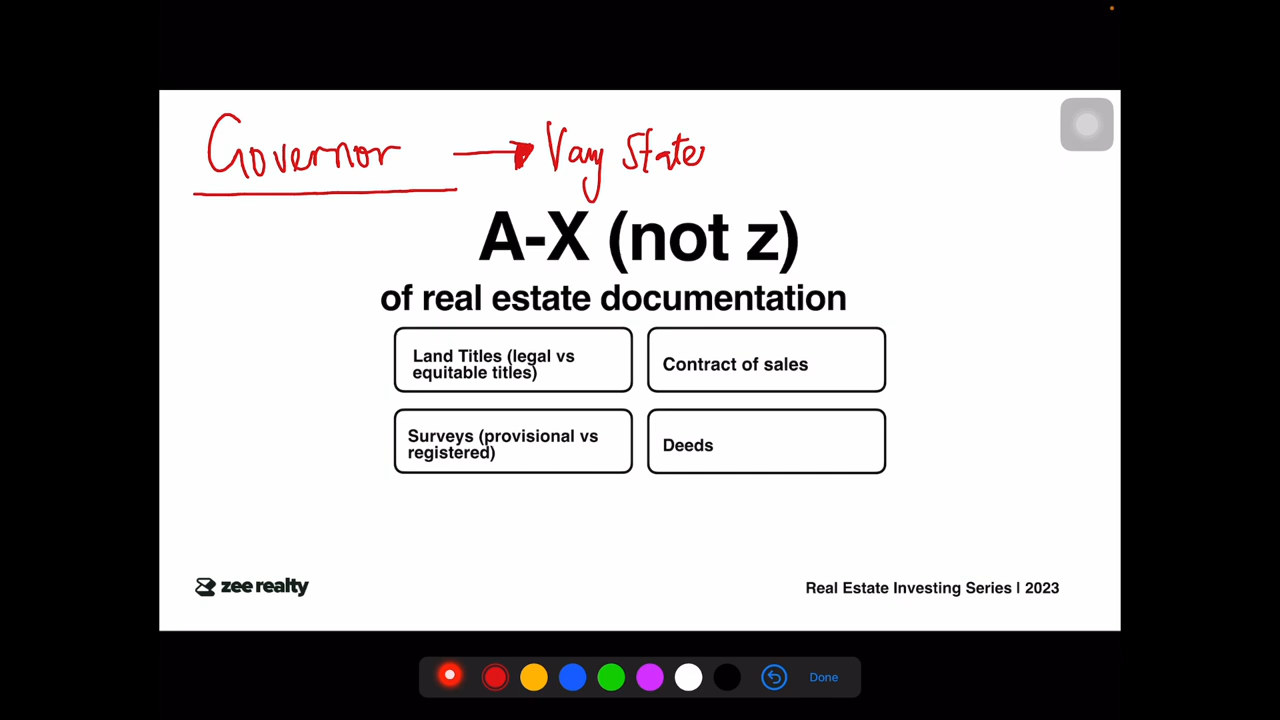 Governor → Vary State
A-X (not z)
of real estate documentation
Land Titles (legal vs
equitable titles)
Contract of sales
Surveys (provisional vs
registered)
Deeds
zee realty
Real Estate Investing Series | 2023
Done